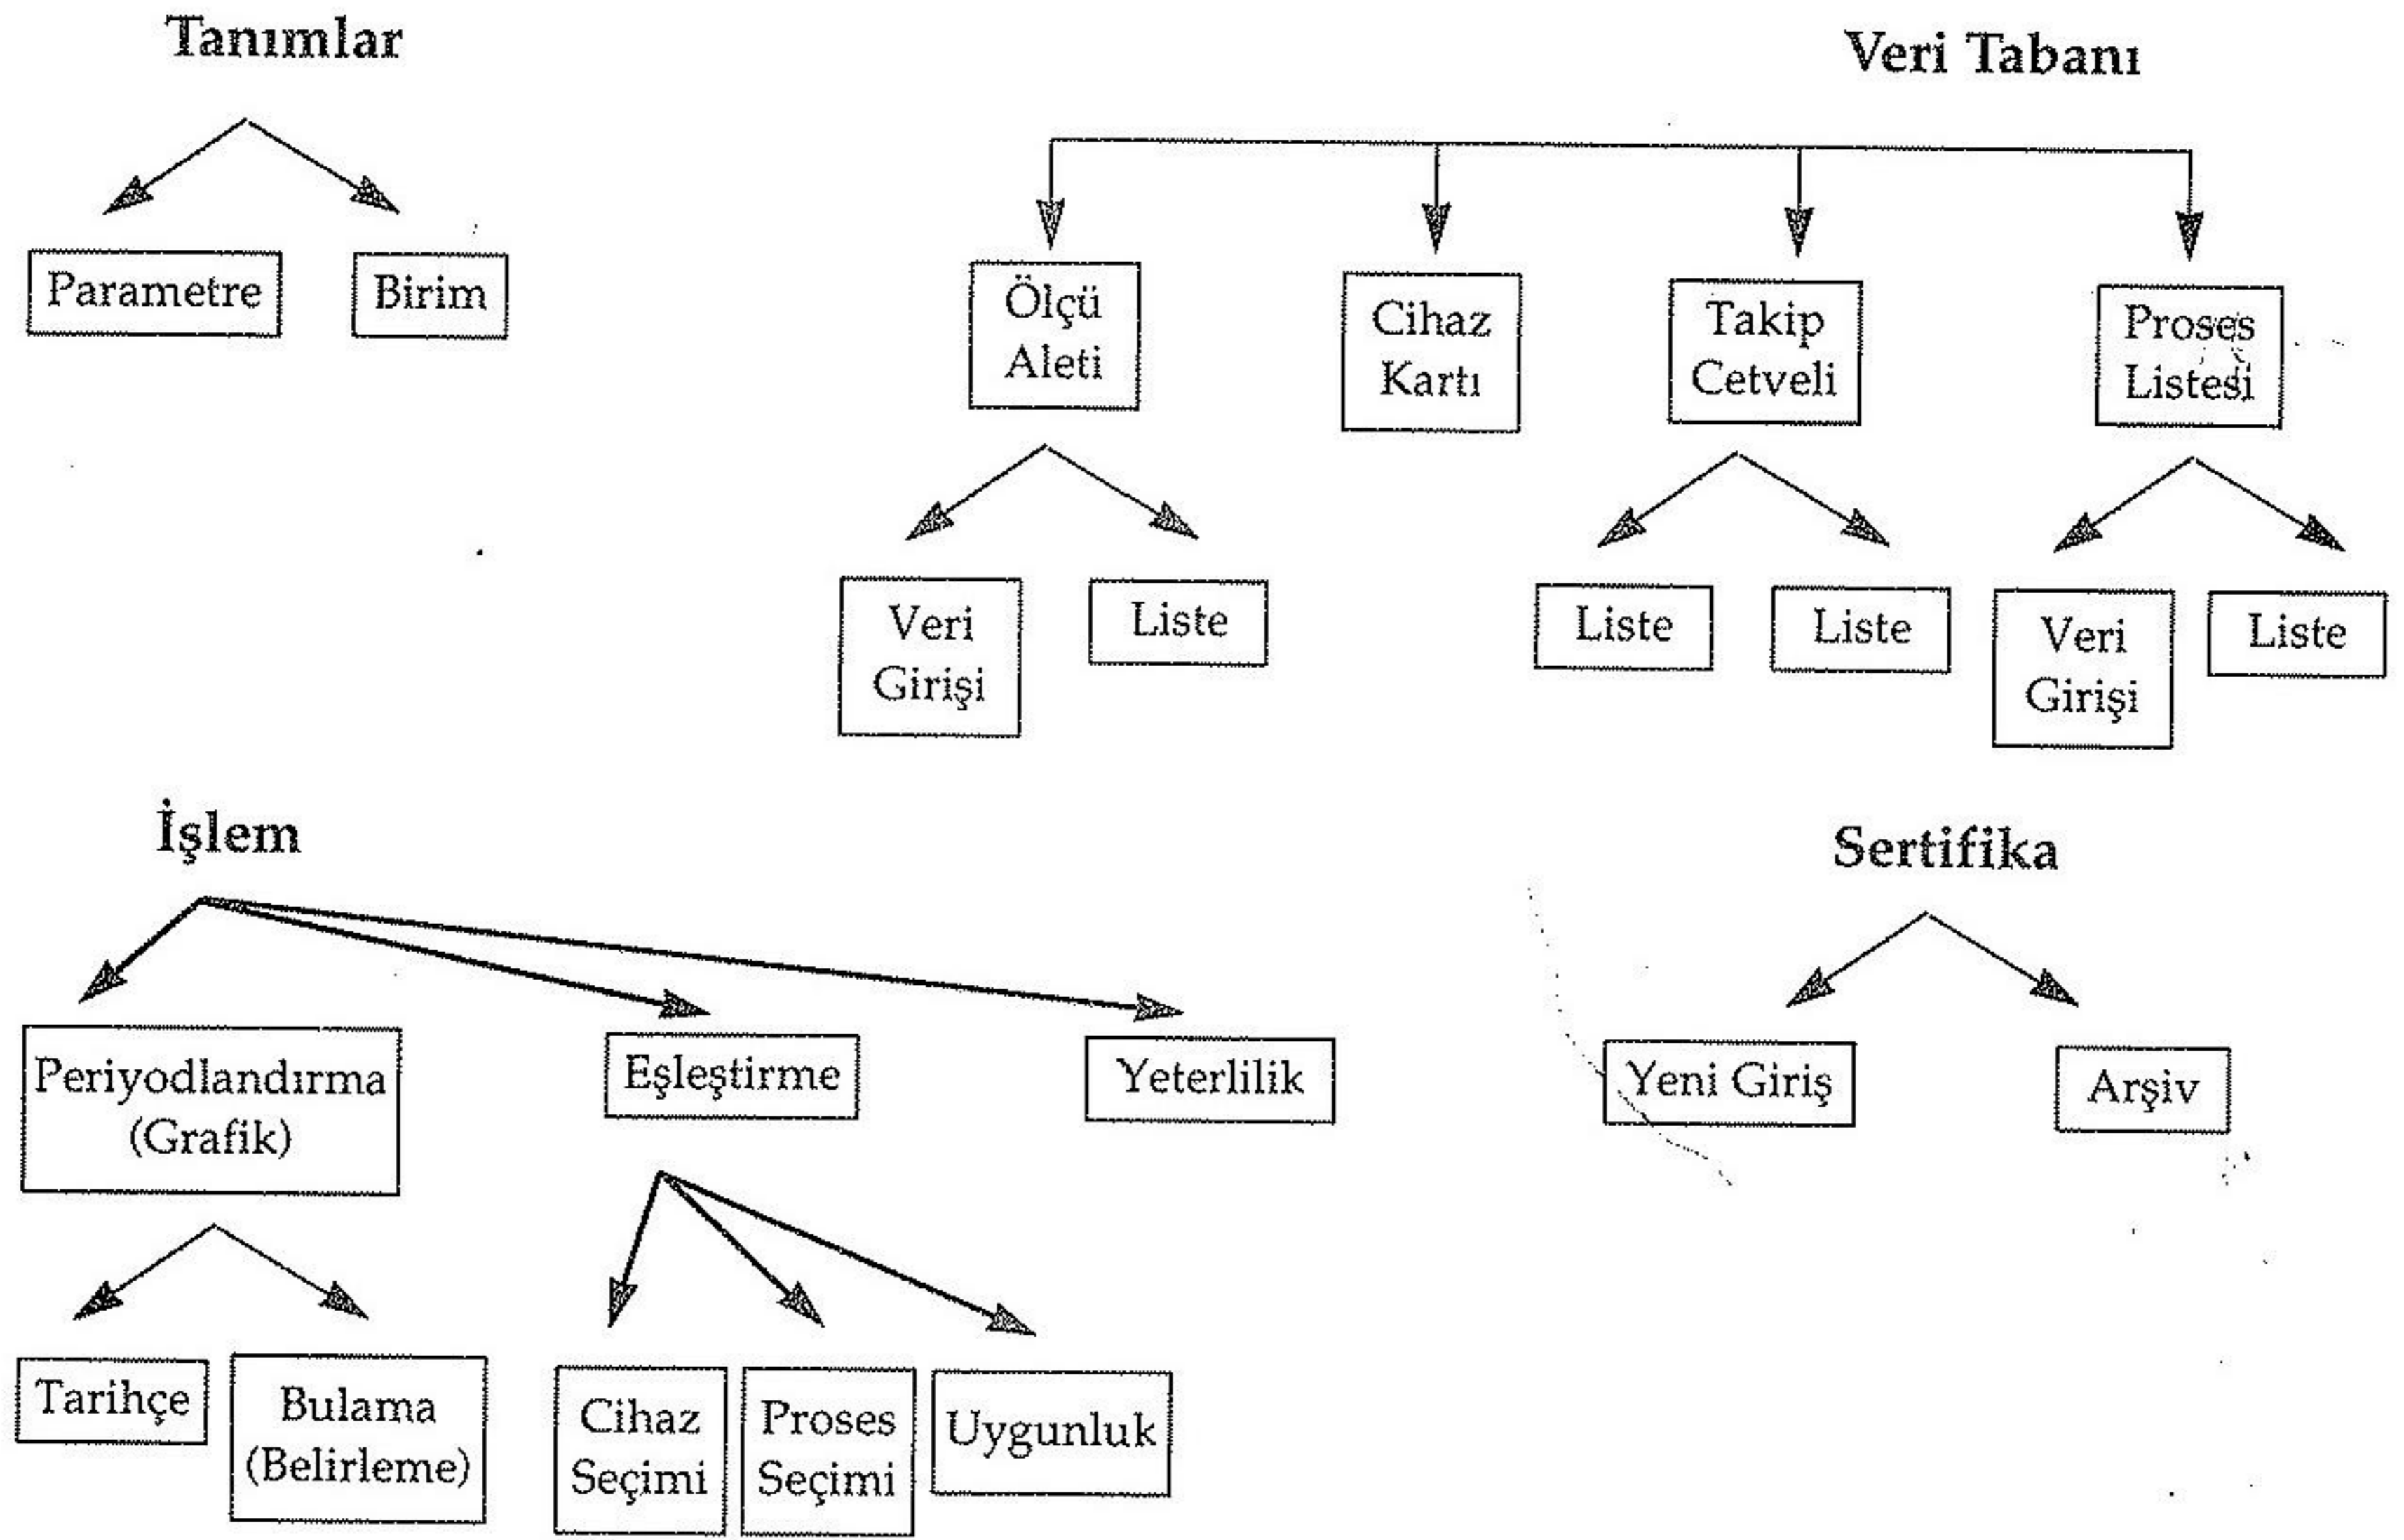 Tanımlar
Parametre
Birim
Veri Tabanı
Ölçü
Aleti
Cihaz
Kartı
Takip
Cetveli
Proses
Listesi
Veri
Girişi
Liste
Liste
Liste
Veri
Girişi
Liste
İşlem
Periyodlandırma
(Grafik)
Eşleştirme
Yeterlilik
Tarihçe
Bulama
(Belirleme)
Cihaz
Seçimi
Proses
Seçimi
Uygunluk
Sertifika
Yeni Giriş
Arşiv